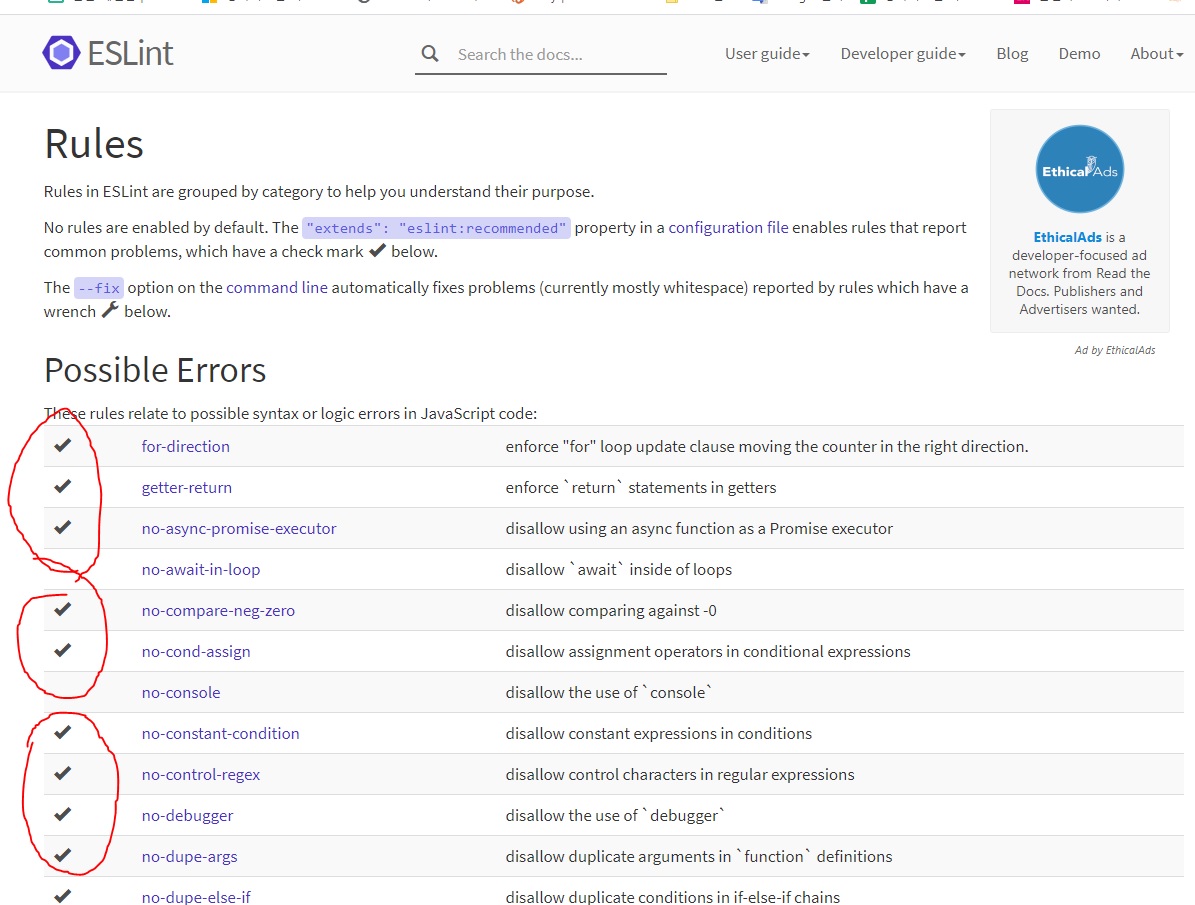 ESLint
Search the docs...
User guide
Developer guide
Blog
Demo
About
Rules
Rules in ESLint are grouped by category to help you understand their purpose.
No rules are enabled by default. The "extends": "eslint:recommended" property in a configuration file enables rules that report
common problems, which have a check mark ✔ below.
The --fix option on the command line automatically fixes problems (currently mostly whitespace) reported by rules which have a
wrench below.
EthicalAds
EthicalAds is a
developer-focused ad
network from Read the
Docs. Publishers and
Advertisers wanted.
Ad by EthicalAds
Possible Errors
These rules relate to possible syntax or logic errors in JavaScript code:
✔ for-direction enforce "for" loop update clause moving the counter in the right direction.
✔ getter-return enforce `return` statements in getters
✔ no-async-promise-executor disallow using an async function as a Promise executor
no-await-in-loop disallow `await` inside of loops
✔ no-compare-neg-zero disallow comparing against -0
✔ no-cond-assign disallow assignment operators in conditional expressions
no-console disallow the use of `console`
✔ no-constant-condition disallow constant expressions in conditions
✔ no-control-regex disallow control characters in regular expressions
✔ no-debugger disallow the use of `debugger`
✔ no-dupe-args disallow duplicate arguments in `function` definitions
✔ no-dupe-else-if disallow duplicate conditions in if-else-if chains